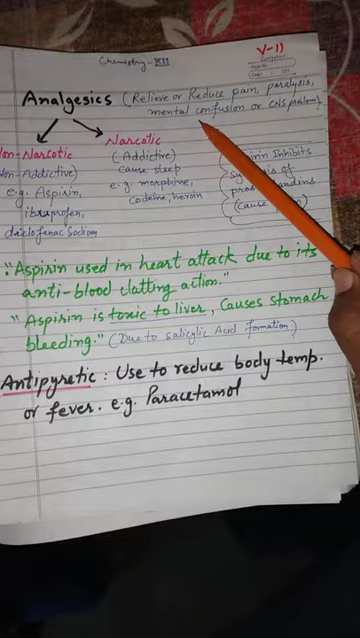 Chemistry-XII
V-11
Analgesics (Relieve or Reduce pain, paralysis,
mental confusion or CNS problem)
Non-Narcotic
(Non-Addictive)
e.g. Aspirin,
ibuprofen,
diclofenac Sodium
Narcotic
(Addictive)
cause sleep
e.g. morphine,
codeine, heroin
Inhibits
of
(cause
"Aspirin used in heart attack due to its
anti-blood clotting action."
"Aspirin is toxic to liver, Causes stomach
bleeding." (Due to salicylic Acid formation)
Antipyretic : Use to reduce body temp.
or fever. e.g. Paracetamol